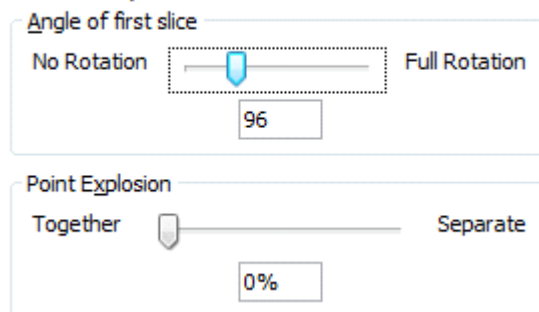 Angle of first slice
No Rotation Full Rotation
96
Point Explosion
Together Separate
0%